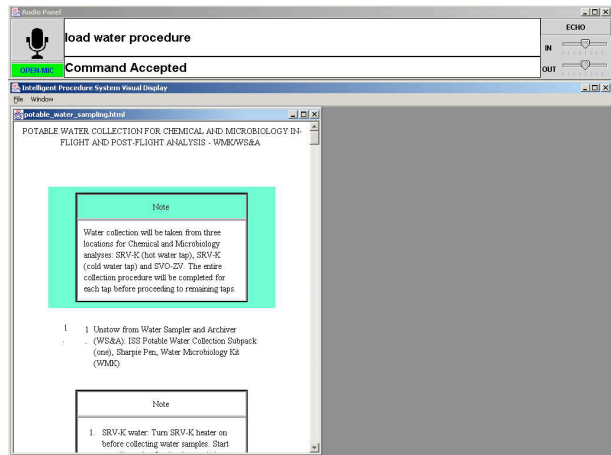 Audio Panel
load water procedure
ECHO
IN
OPEN-MIC
Command Accepted
OUT
Intelligent Procedure System Visual Display
File Window
potable_water_sampling.html
POTABLE WATER COLLECTION FOR CHEMICAL AND MICROBIOLOGY IN-
FLIGHT AND POST-FLIGHT ANALYSIS - WMK/WS&A
Note
Water collection will be taken from three
locations for Chemical and Microbiology
analyses: SRV-K (hot water tap), SRV-K
(cold water tap) and SVO-ZV. The entire
collection procedure will be completed for
each tap before proceeding to remaining taps.
1 1 Unstow from Water Sampler and Archiver
. . (WS&A): ISS Potable Water Collection Subpack
(one), Sharpie Pen, Water Microbiology Kit
(WMK)
Note
1. SRV-K water: Turn SRV-K heater on
before collecting water samples. Start